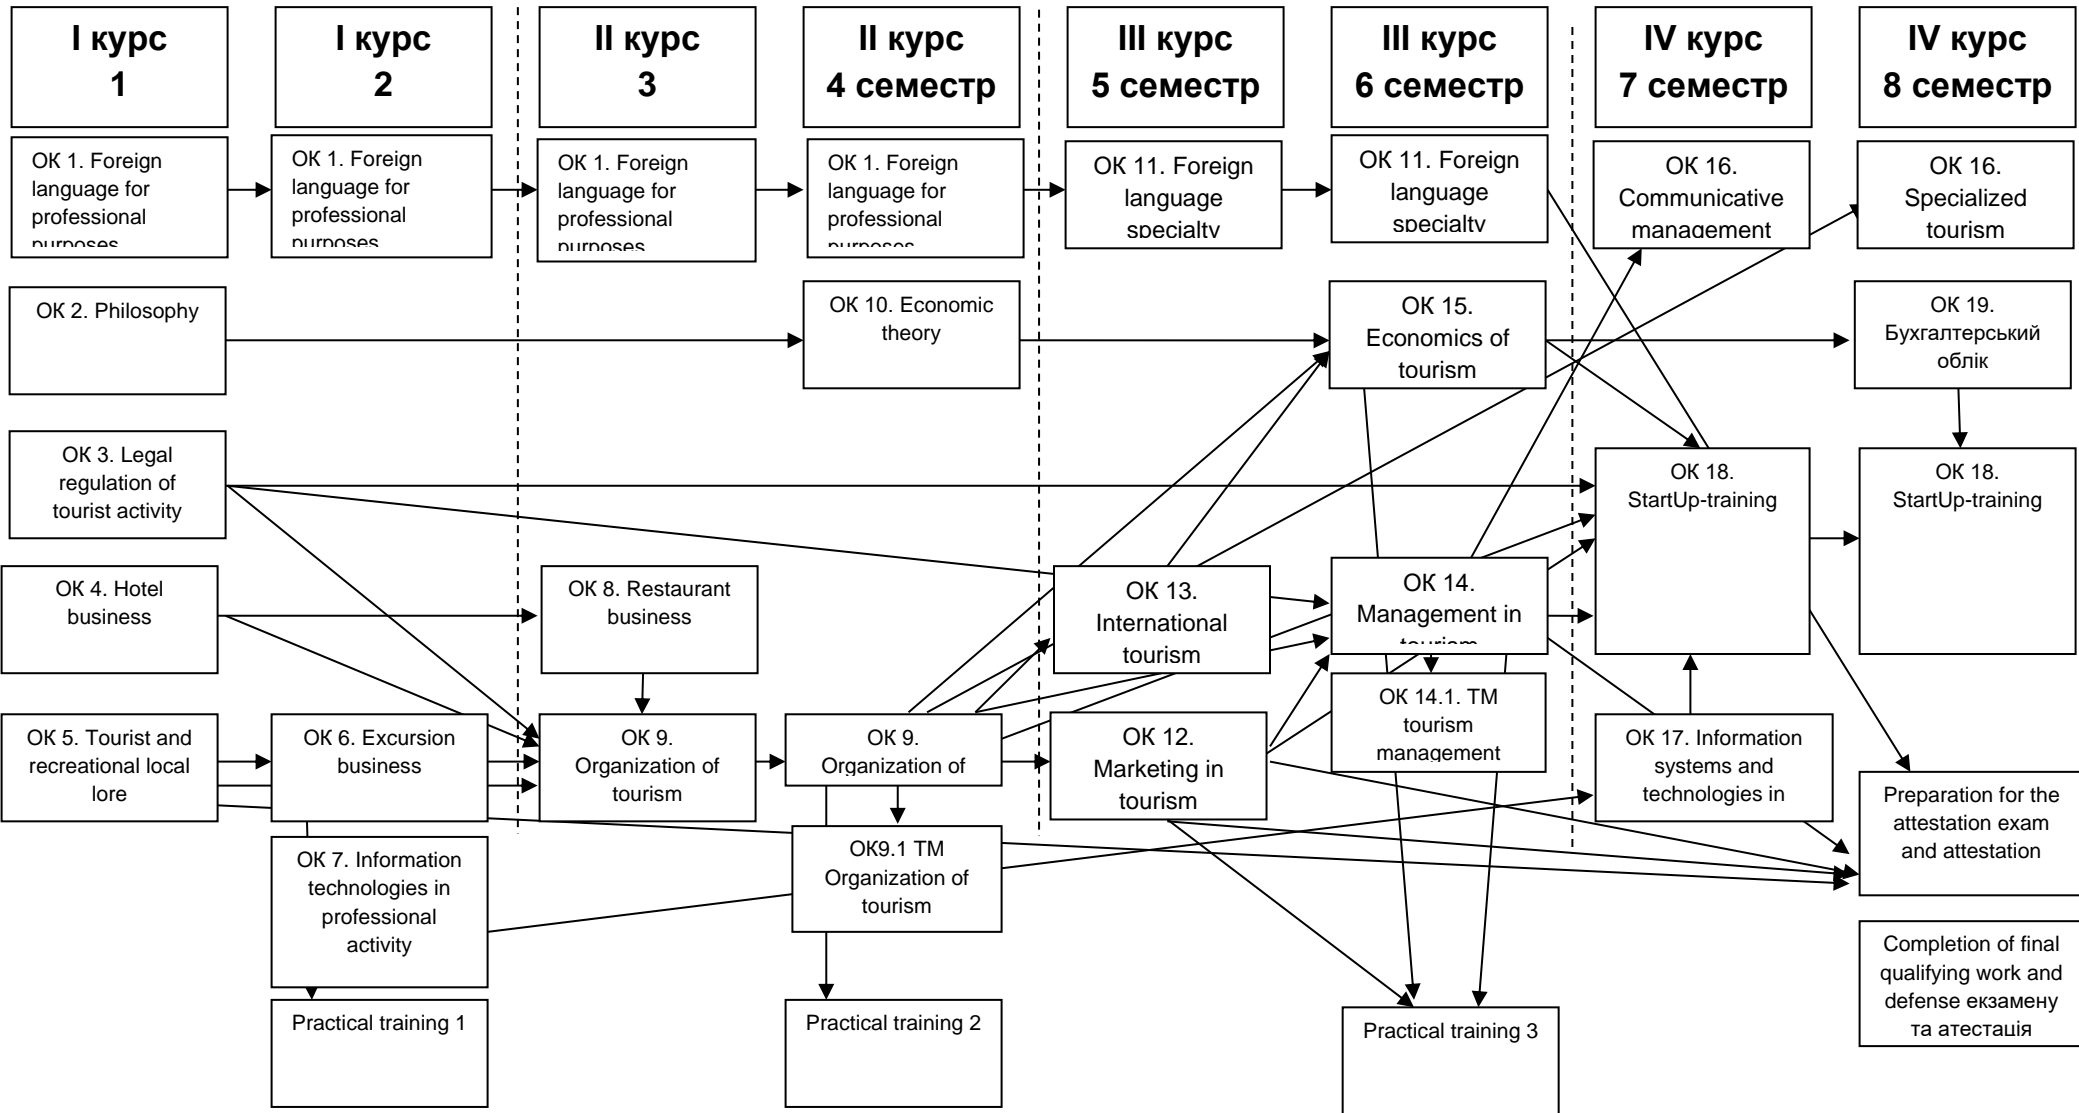 I курс
1
I курс
2
II курс
3
II курс
4 семестр
III курс
5 семестр
III курс
6 семестр
IV курс
7 семестр
IV курс
8 семестр
ОК 1. Foreign
language for
professional
purposes
ОК 1. Foreign
language for
professional
purposes
ОК 1. Foreign
language for
professional
purposes
ОК 1. Foreign
language for
professional
purposes
ОК 11. Foreign
language
specialty
ОК 11. Foreign
language
specialty
ОК 16.
Communicative
management
ОК 16.
Specialized
tourism
ОК 2. Philosophy
ОК 10. Economic
theory
ОК 15.
Economics of
tourism
ОК 19.
Бухгалтерський
облік
ОК 3. Legal
regulation of
tourist activity
ОК 18.
StartUp-training
ОК 18.
StartUp-training
ОК 4. Hotel
business
ОК 8. Restaurant
business
ОК 13.
International
tourism
ОК 14.
Management in
tourism
ОК 14.1. TM
tourism
management
ОК 5. Tourist and
recreational local
lore
ОК 6. Excursion
business
ОК 9.
Organization of
tourism
ОК 9.
Organization of
ОК 12.
Marketing in
tourism
ОК 17. Information
systems and
technologies in
ОК 7. Information
technologies in
professional
activity
ОК9.1 TM
Organization of
tourism
Preparation for the
attestation exam
and attestation
Completion of final
qualifying work and
defense екзамену
та атестація
Practical training 1
Practical training 2
Practical training 3